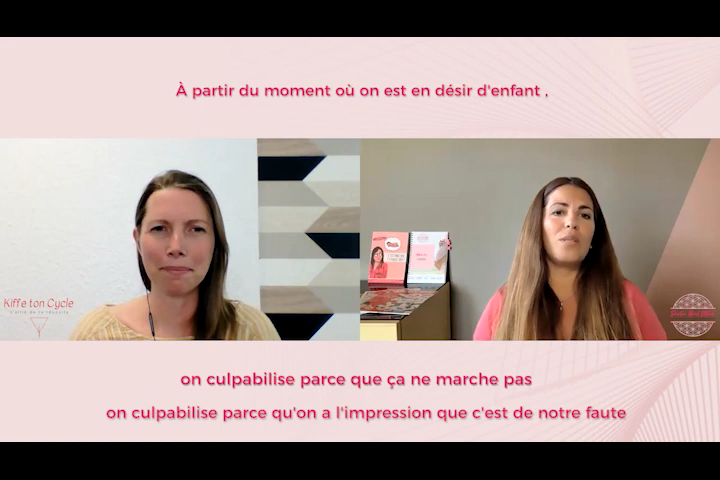 À partir du moment où on est en désir d'enfant ,
Kiffe ton Cycle
on culpabilise parce que ça ne marche pas
on culpabilise parce qu'on a l'impression que c'est de notre faute